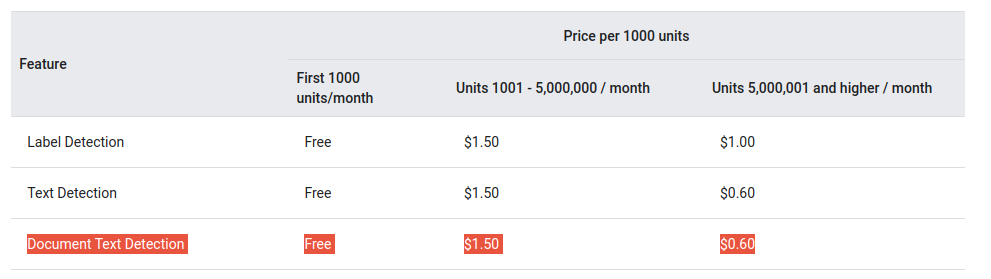 Feature
Price per 1000 units
First 1000
units/month
Units 1001 - 5,000,000 / month
Units 5,000,001 and higher / month
Label Detection Free $1.50 $1.00
Text Detection Free $1.50 $0.60
Document Text Detection Free $1.50 $0.60